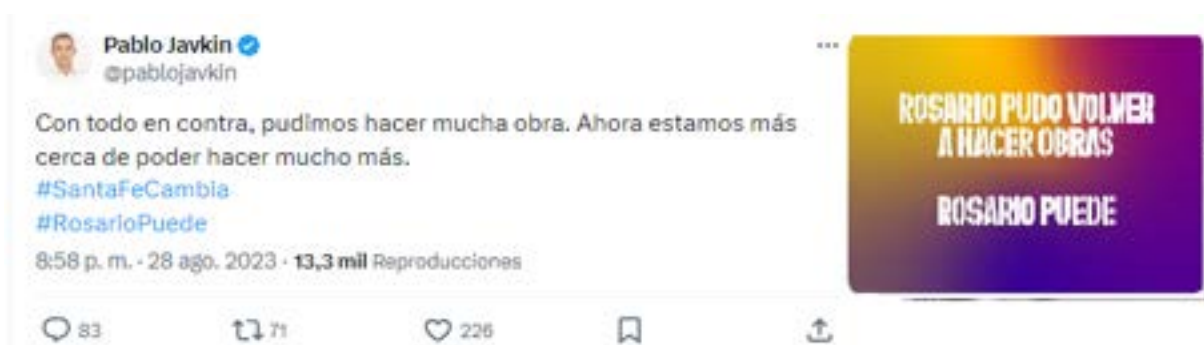 Pablo Javkin
@pablojavkin
Con todo en contra, pudimos hacer mucha obra. Ahora estamos más
cerca de poder hacer mucho más.
#SantaFeCambia
#RosarioPuede
8:58 p. m. · 28 ago. 2023 · 13,3 mil Reproducciones
83 71 226
ROSARIO PUDO VOLVER
A HACER OBRAS
ROSARIO PUEDE